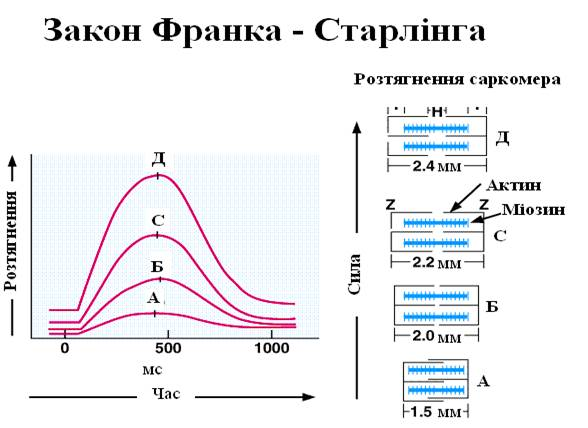 Закон Франка - Старлінга
Розтягнення саркомера
Розтягнення
Д
С
Б
А
0 500 1000
мс
Час
Сила
H
Д
2.4 мм
Актин
Z Z
Міозин
С
2.2 мм
Б
2.0 мм
А
1.5 мм